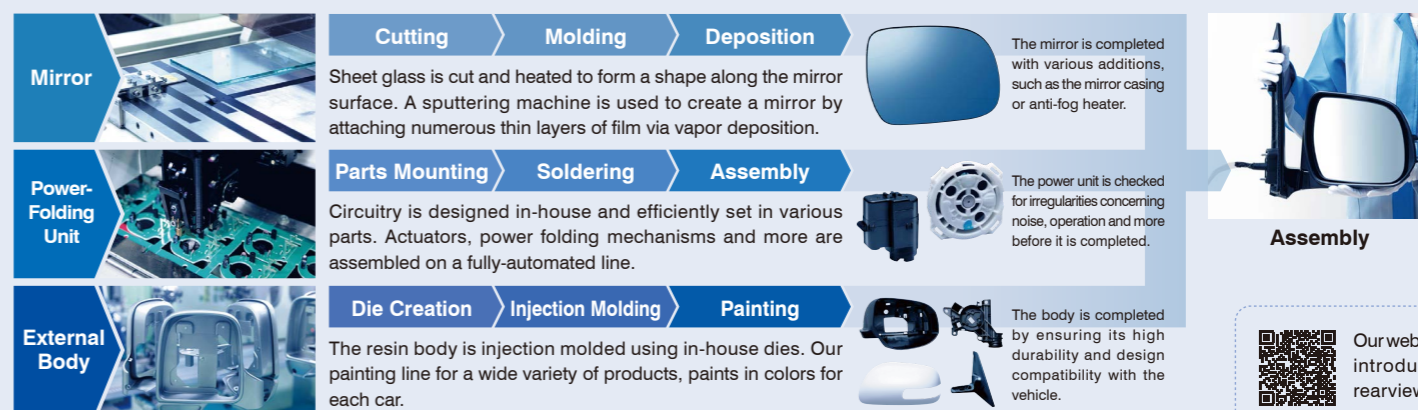 Mirror
Cutting
Molding
Deposition
Sheet glass is cut and heated to form a shape along the mirror
surface. A sputtering machine is used to create a mirror by
attaching numerous thin layers of film via vapor deposition.
The mirror is completed
with various additions,
such as the mirror casing
or anti-fog heater.
Power-
Folding
Unit
Parts Mounting
Soldering
Assembly
Circuitry is designed in-house and efficiently set in various
parts. Actuators, power folding mechanisms and more are
assembled on a fully-automated line.
The power unit is checked
for irregularities concerning
noise, operation and more
before it is completed.
External
Body
Die Creation
Injection Molding
Painting
The resin body is injection molded using in-house dies. Our
painting line for a wide variety of products, paints in colors for
each car.
The body is completed
by ensuring its high
durability and design
compatibility with the
vehicle.
Assembly
Our web
introdu
rearview